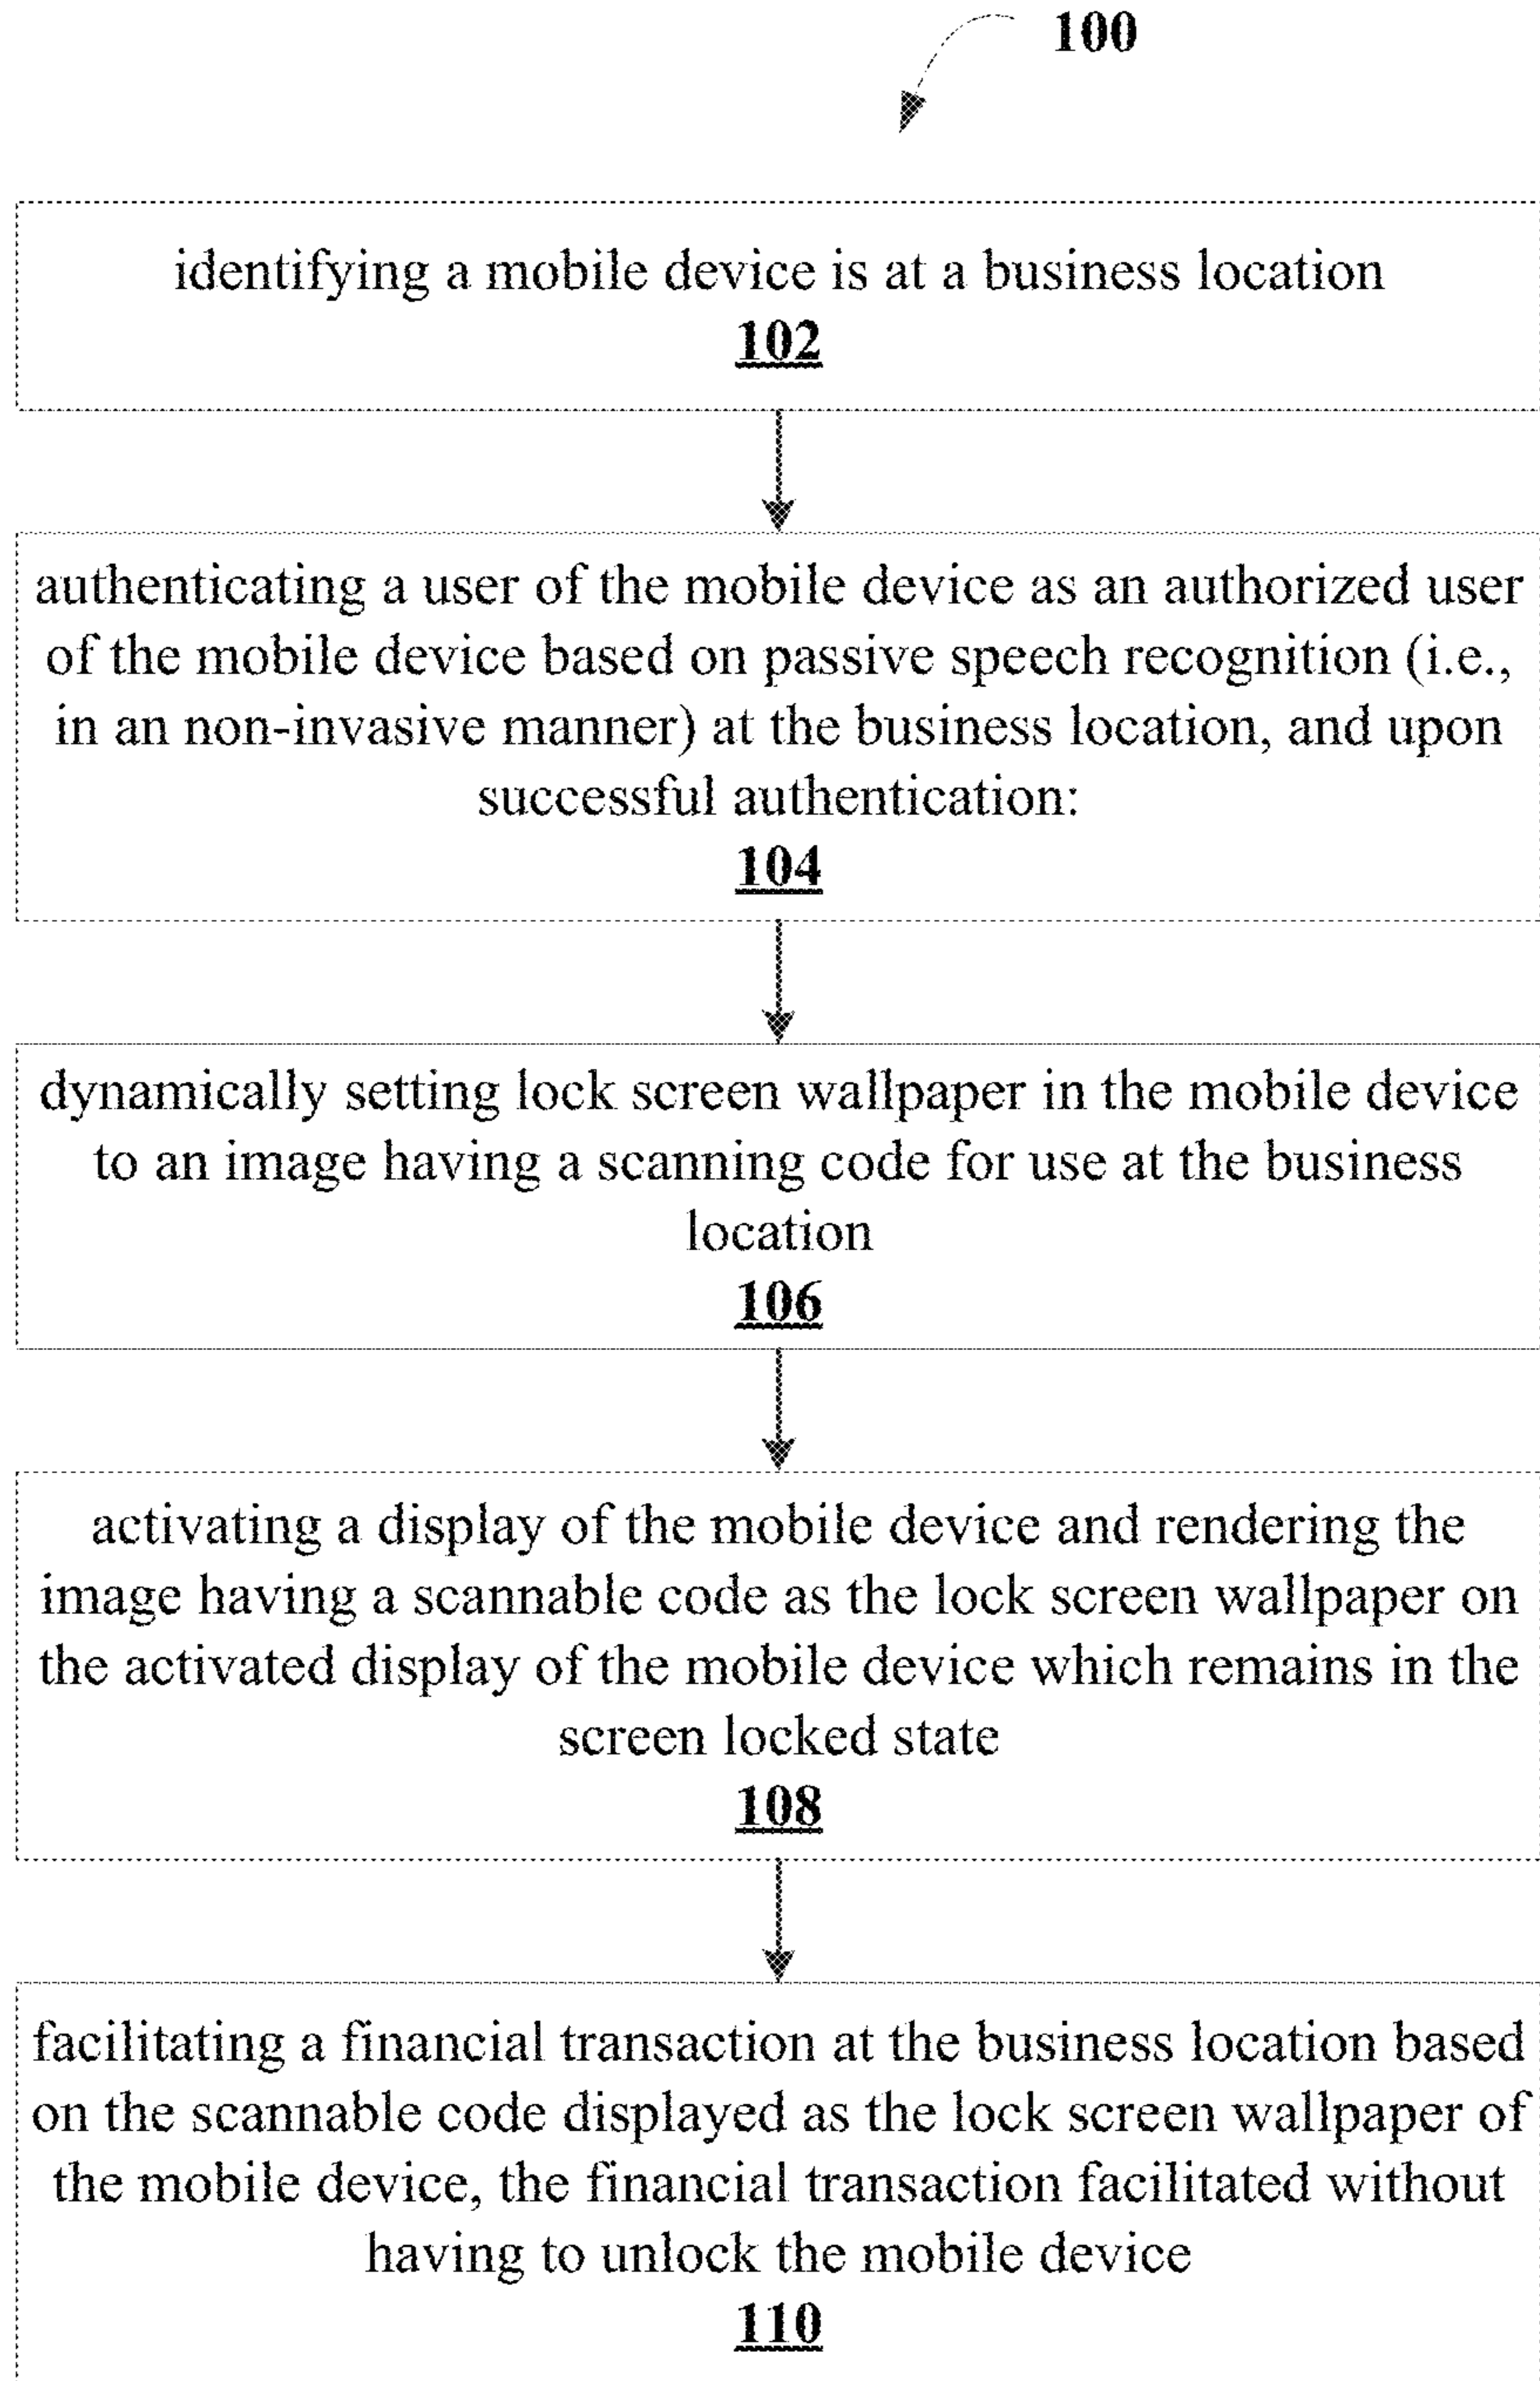 100
identifying a mobile device is at a business location
102
authenticating a user of the mobile device as an authorized user
of the mobile device based on passive speech recognition (i.e.,
in an non-invasive manner) at the business location, and upon
successful authentication:
104
dynamically setting lock screen wallpaper in the mobile device
to an image having a scanning code for use at the business
location
106
activating a display of the mobile device and rendering the
image having a scannable code as the lock screen wallpaper on
the activated display of the mobile device which remains in the
screen locked state
108
facilitating a financial transaction at the business location based
on the scannable code displayed as the lock screen wallpaper of
the mobile device, the financial transaction facilitated without
having to unlock the mobile device
110